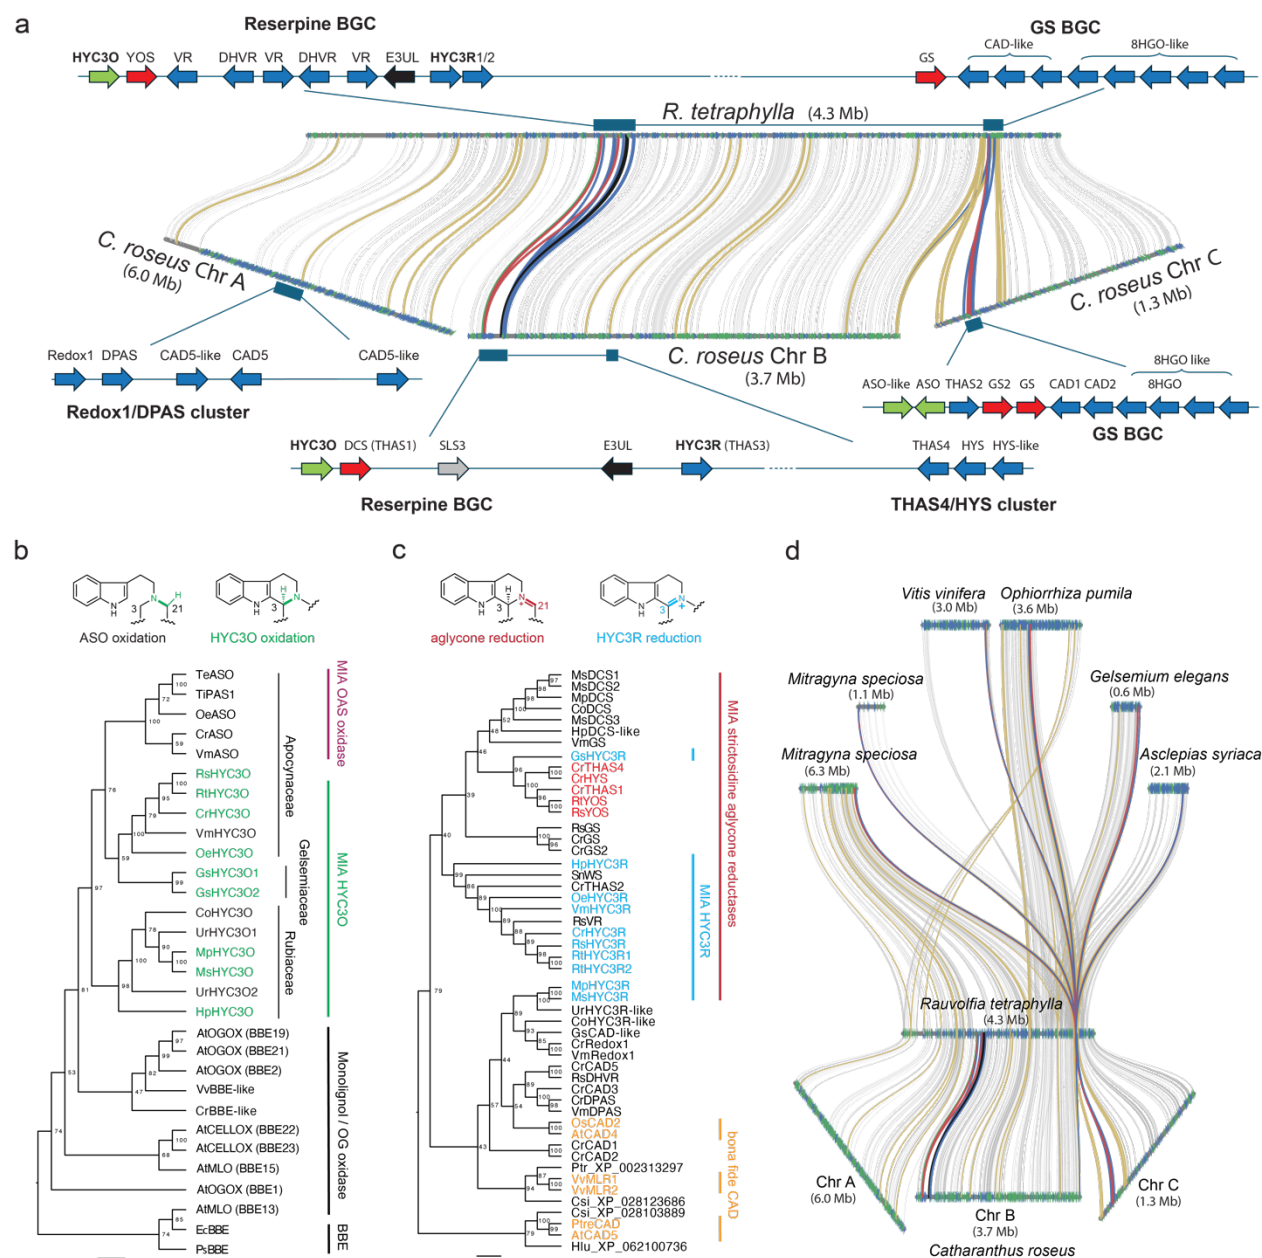 a
Reserpine BGC
GS BGC
HYC3O YOS VR DHVR VR DHVR VR E3UL HYC3R1/2
GS CAD-like 8HGO-like
R. tetraphylla (4.3 Mb)
C. roseus Chr A
(6.0 Mb)
C. roseus Chr C
(1.3 Mb)
C. roseus Chr B
(3.7 Mb)
Redox1 DPAS CAD5-like CAD5 CAD5-like
Redox1/DPAS cluster
8HGO like
ASO-like ASO THAS2 GS2 GS CAD1 CAD2 8HGO
GS BGC
HYC3O DCS (THAS1) SLS3 E3UL HYC3R (THAS3) THAS4 HYS HYS-like
Reserpine BGC
THAS4/HYS cluster
b
H
N
3
H
21
NH
ASO oxidation
H
N
3
NH
HYC3O oxidation
TeASO
TiPAS1
OeASO
CrASO
VmASO
RsHYC3O
RtHYC3O
CrHYC3O
VmHYC3O
OeHYC3O
GsHYC3O1
GsHYC3O2
CoHYC3O
UrHYC3O1
MpHYC3O
MsHYC3O
UrHYC3O2
HpHYC3O
AtOGOX (BBE19)
AtOGOX (BBE21)
AtOGOX (BBE2)
VvBBE-like
CrBBE-like
AtCELLOX (BBE22)
AtCELLOX (BBE23)
AtMLO (BBE15)
AtOGOX (BBE1)
AtMLO (BBE13)
EcBBE
PsBBE
Apocynaceae
Gelsemiaceae
Rubiaceae
MIA OAS oxidase
MIA HYC3O
Monolignol / OG oxidase
BBE
c
aglycone reduction
HYC3R reduction
MsDCS1
MsDCS2
MpDCS
CoDCS
MsDCS3
HpDCS-like
VmGS
GsHYC3R
CrTHAS4
CrHYS
CrTHAS1
RtYOS
RsYOS
RsGS
CrGS
CrGS2
HpHYC3R
SnWS
CrTHAS2
OeHYC3R
VmHYC3R
RsVR
CrHYC3R
RsHYC3R
RtHYC3R1
RtHYC3R2
MpHYC3R
MsHYC3R
UrHYC3R-like
CoHYC3R-like
GsCAD-like
CrRedox1
VmRedox1
CrCAD5
RsDHVR
CrCAD3
CrDPAS
VmDPAS
OsCAD2
AtCAD4
CrCAD1
CrCAD2
Ptr_XP_002313297
VvMLR1
VvMLR2
Csi_XP_028123686
Csi_XP_028103889
PtreCAD
AtCAD5
Hlu_XP_062100736
MIA strictosidine aglycone reductases
MIA HYC3R
bona fide CAD
d
Vitis vinifera
(3.0 Mb)
Ophiorrhiza pumila
(3.6 Mb)
Mitragyna speciosa
(1.1 Mb)
Gelsemium elegans
(0.6 Mb)
Mitragyna speciosa
(6.3 Mb)
Asclepias syriaca
(2.1 Mb)
Rauvolfia tetraphylla
(4.3 Mb)
Chr A
(6.0 Mb)
Chr B
(3.7 Mb)
Chr C
(1.3 Mb)
Catharanthus roseus